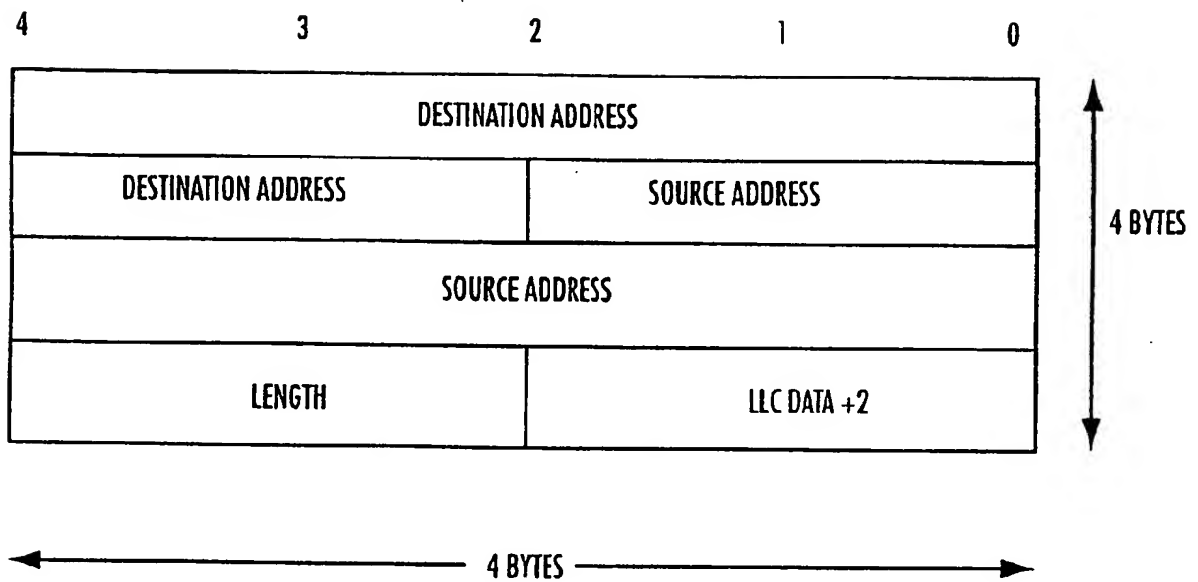 4 3 2 1 0
DESTINATION ADDRESS
DESTINATION ADDRESS SOURCE ADDRESS
4 BYTES
SOURCE ADDRESS
LENGTH LLC DATA +2
4 BYTES